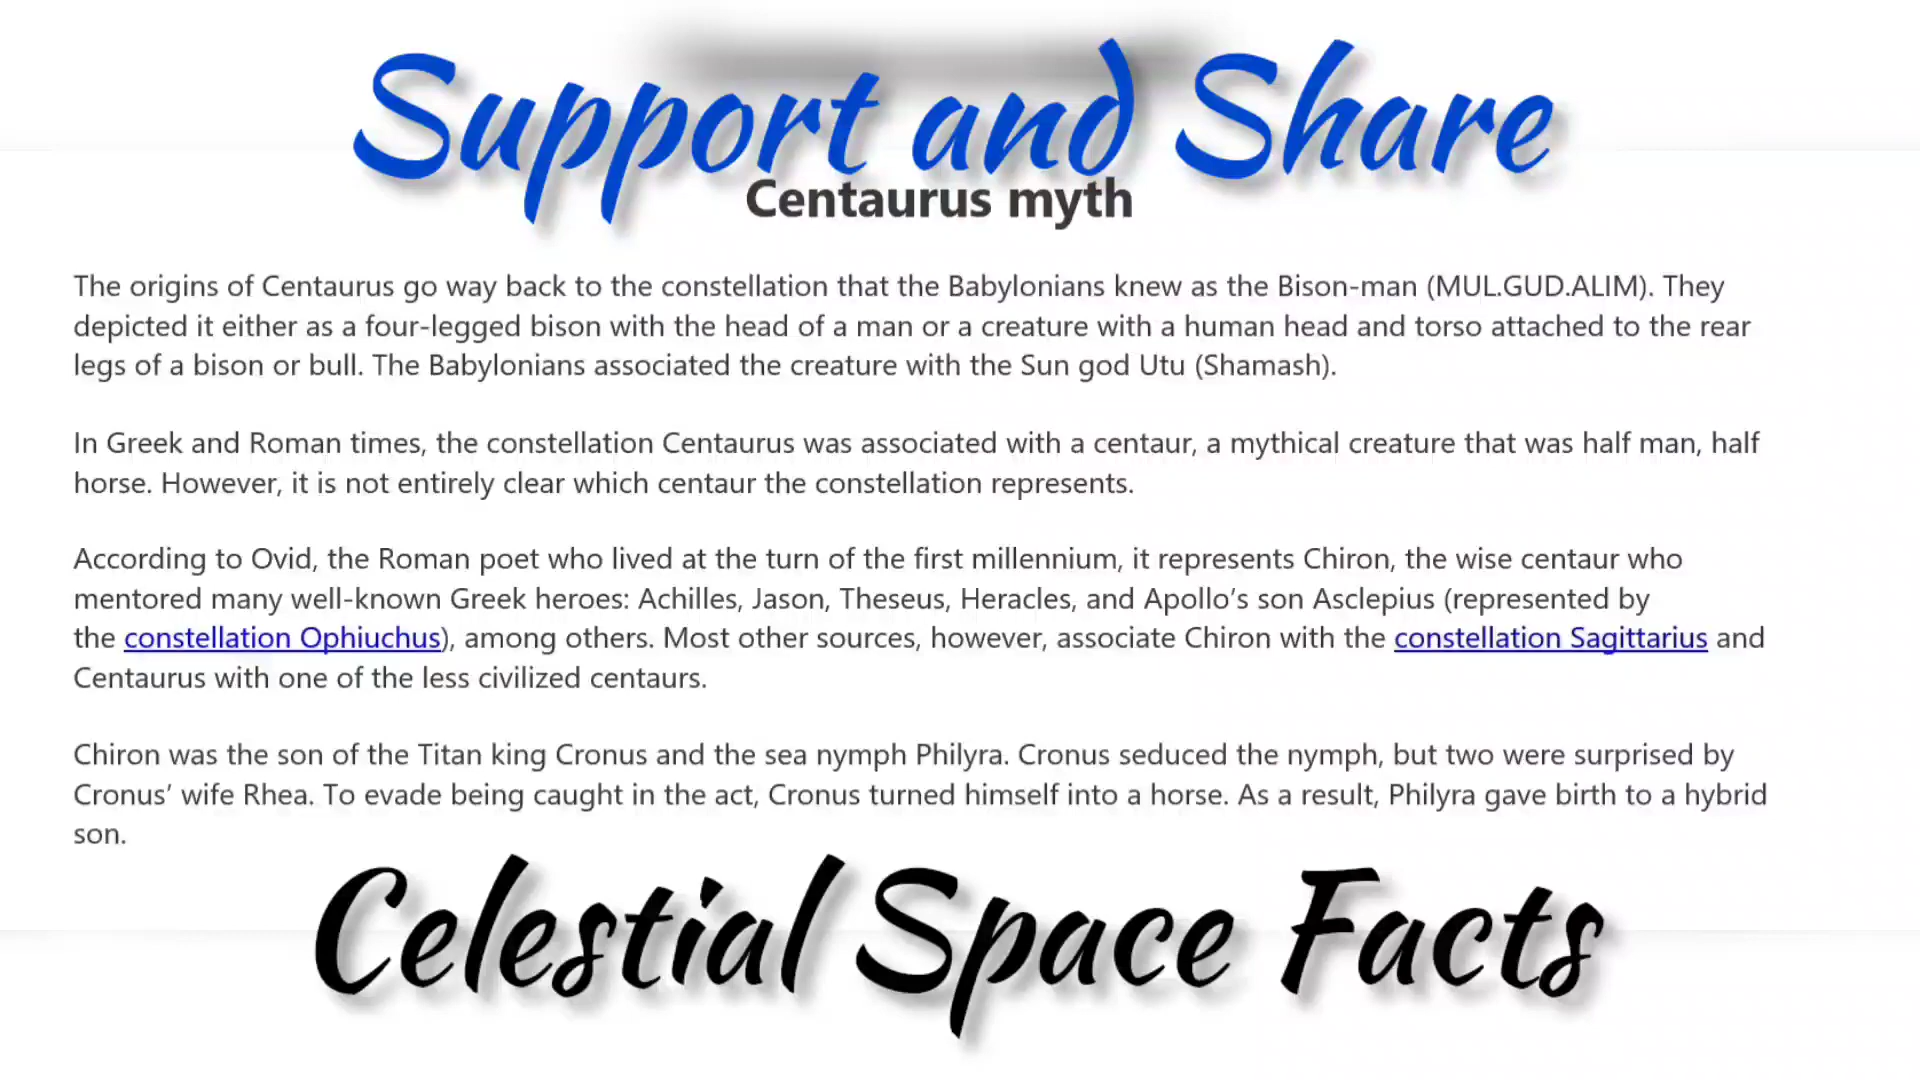 Support and Share
Centaurus myth
The origins of Centaurus go way back to the constellation that the Babylonians knew as the Bison-man (MUL.GUD.ALIM). They
depicted it either as a four-legged bison with the head of a man or a creature with a human head and torso attached to the rear
legs of a bison or bull. The Babylonians associated the creature with the Sun god Utu (Shamash).
In Greek and Roman times, the constellation Centaurus was associated with a centaur, a mythical creature that was half man, half
horse. However, it is not entirely clear which centaur the constellation represents.
According to Ovid, the Roman poet who lived at the turn of the first millennium, it represents Chiron, the wise centaur who
mentored many well-known Greek heroes: Achilles, Jason, Theseus, Heracles, and Apollo’s son Asclepius (represented by
the constellation Ophiuchus), among others. Most other sources, however, associate Chiron with the constellation Sagittarius and
Centaurus with one of the less civilized centaurs.
Chiron was the son of the Titan king Cronus and the sea nymph Philyra. Cronus seduced the nymph, but two were surprised by
Cronus’ wife Rhea. To evade being caught in the act, Cronus turned himself into a horse. As a result, Philyra gave birth to a hybrid
son.
Celestial Space Facts